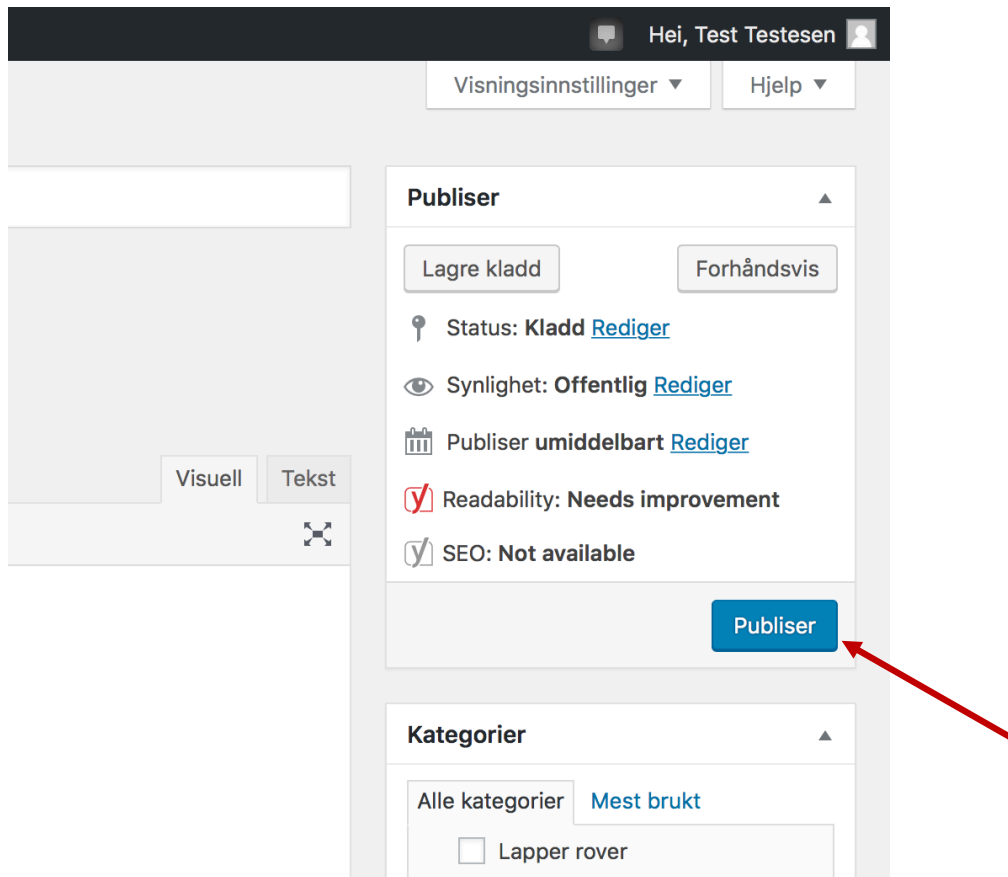 Hei, Test Testesen
Visningsinnstillinger Hjelp
Publiser
Lagre kladd Forhåndsvis
Status: Kladd Rediger
Synlighet: Offentlig Rediger
Publiser umiddelbart Rediger
Visuell Tekst
Readability: Needs improvement
SEO: Not available
Publiser
Kategorier
Alle kategorier Mest brukt
Lapper rover